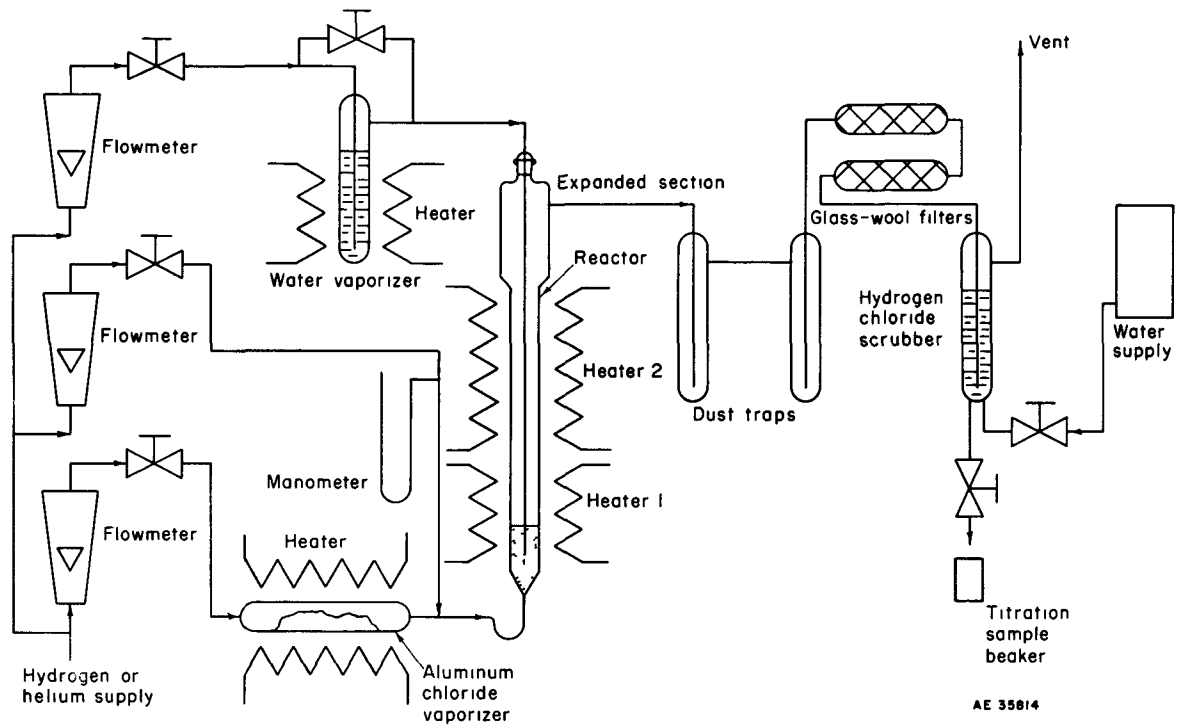 Vent
Flowmeter
Expanded section
Heater
Glass-wool filters
Water vaporizer
Reactor
Hydrogen
chloride
scrubber
Water
supply
Flowmeter
Heater 2
Dust traps
Manometer
Heater 1
Flowmeter
Heater
Titration
sample
beaker
Hydrogen or
helium supply
Aluminum
chloride
vaporizer
AE 35814